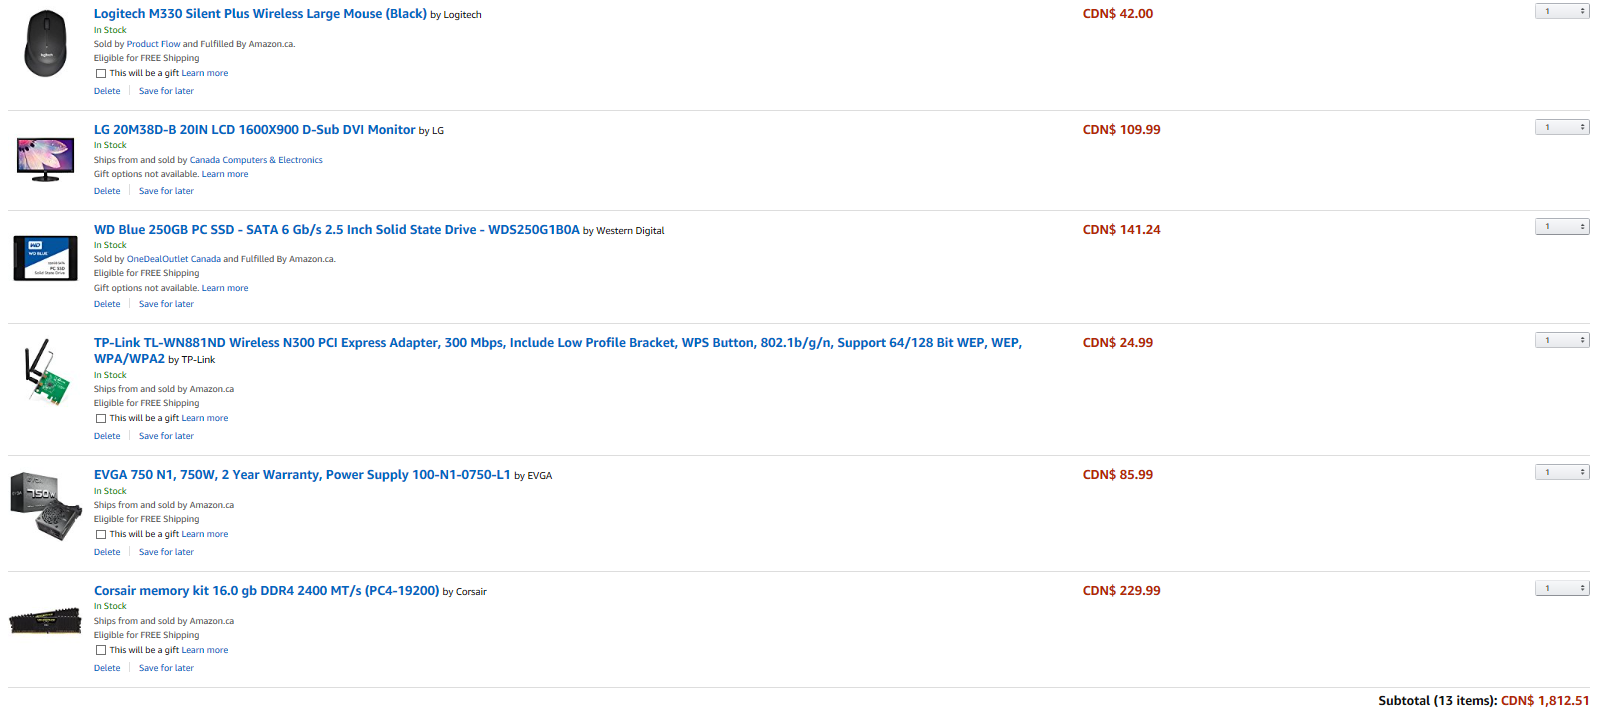 Logitech M330 Silent Plus Wireless Large Mouse (Black) by Logitech CDN$ 42.00 1
In Stock
Sold by Product Flow and Fulfilled By Amazon.ca.
Eligible for FREE Shipping
This will be a gift Learn more
Delete Save for later
LG 20M38D-B 20IN LCD 1600X900 D-Sub DVI Monitor by LG CDN$ 109.99 1
In Stock
Ships from and sold by Canada Computers & Electronics
Gift options not available. Learn more
Delete Save for later
WD Blue 250GB PC SSD - SATA 6 Gb/s 2.5 Inch Solid State Drive - WDS250G1B0A by Western Digital CDN$ 141.24 1
In Stock
Sold by OneDealOutlet Canada and Fulfilled By Amazon.ca.
Eligible for FREE Shipping
Gift options not available. Learn more
Delete Save for later
WD
WD BLUE
PC SSD
Solid State Drive
TP-Link TL-WN881ND Wireless N300 PCI Express Adapter, 300 Mbps, Include Low Profile Bracket, WPS Button, 802.1b/g/n, Support 64/128 Bit WEP, WEP, CDN$ 24.99 1
WPA/WPA2 by TP-Link
In Stock
Ships from and sold by Amazon.ca
Eligible for FREE Shipping
This will be a gift Learn more
Delete Save for later
EVGA 750 N1, 750W, 2 Year Warranty, Power Supply 100-N1-0750-L1 by EVGA CDN$ 85.99 1
In Stock
Ships from and sold by Amazon.ca
Eligible for FREE Shipping
This will be a gift Learn more
Delete Save for later
750W
Corsair memory kit 16.0 gb DDR4 2400 MT/s (PC4-19200) by Corsair CDN$ 229.99 1
In Stock
Ships from and sold by Amazon.ca
Eligible for FREE Shipping
This will be a gift Learn more
Delete Save for later
Subtotal (13 items): CDN$ 1,812.51